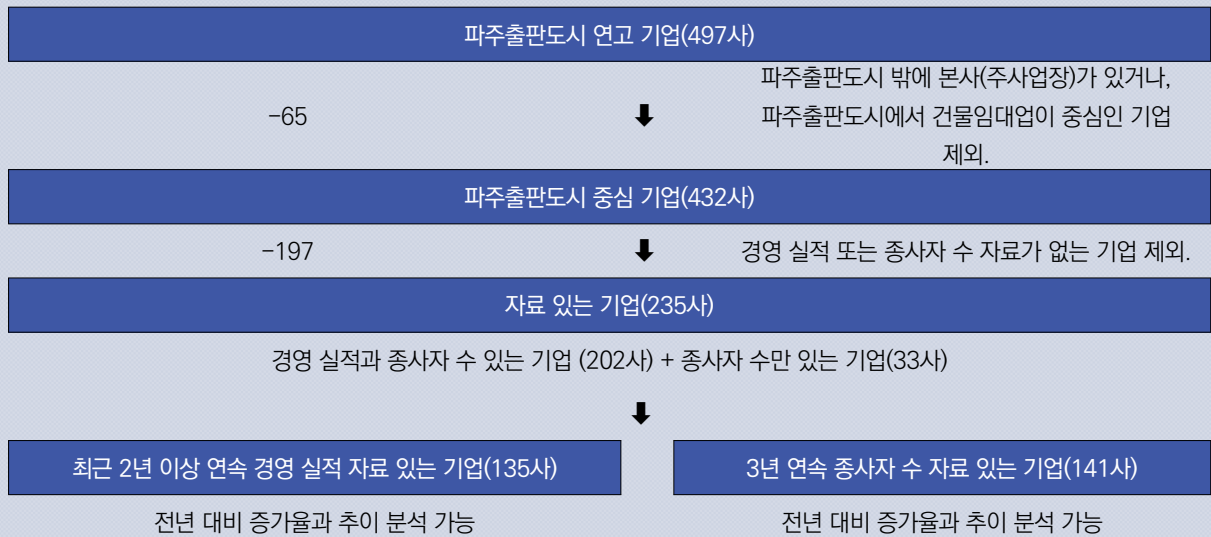 파주출판도시 연고 기업(497사)
-65
⬇
파주출판도시 밖에 본사(주사업장)가 있거나,
파주출판도시에서 건물임대업이 중심인 기업
제외.
파주출판도시 중심 기업(432사)
-197
⬇
경영 실적 또는 종사자 수 자료가 없는 기업 제외.
자료 있는 기업(235사)
경영 실적과 종사자 수 있는 기업 (202사) + 종사자 수만 있는 기업(33사)
⬇
최근 2년 이상 연속 경영 실적 자료 있는 기업(135사)
전년 대비 증가율과 추이 분석 가능
3년 연속 종사자 수 자료 있는 기업(141사)
전년 대비 증가율과 추이 분석 가능